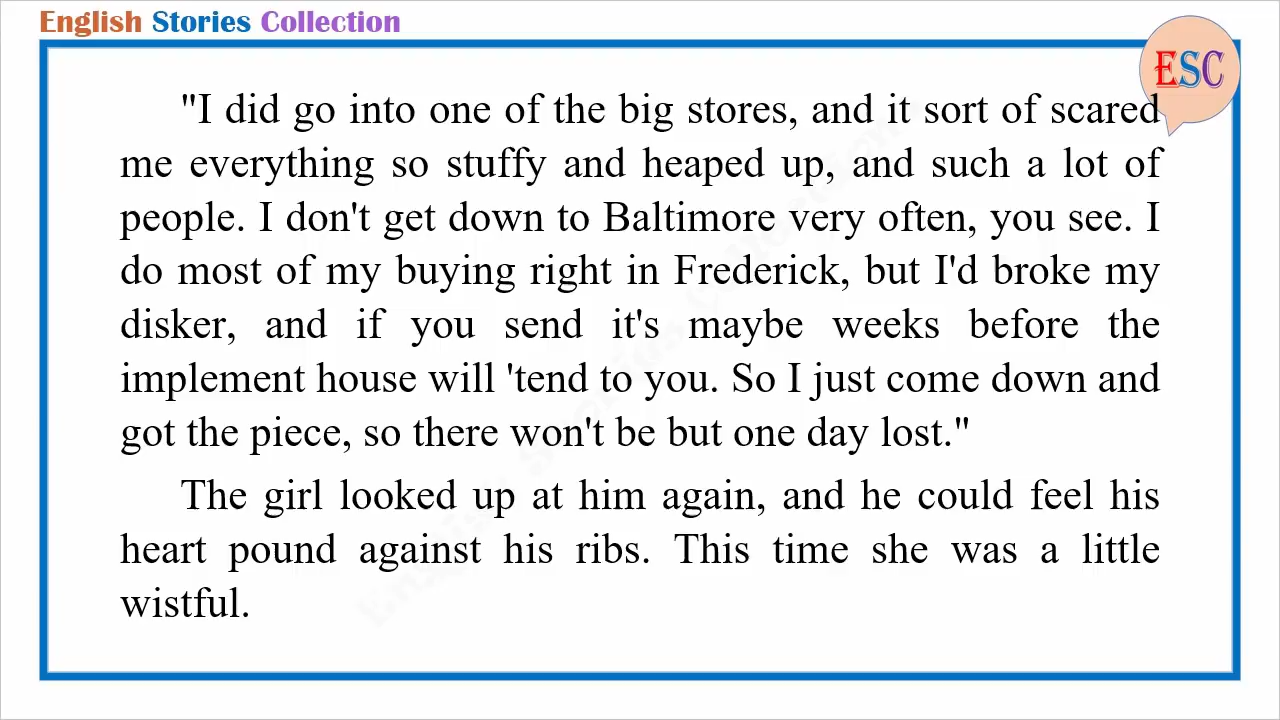 English Stories Collection
ESC
"I did go into one of the big stores, and it sort of scared
me everything so stuffy and heaped up, and such a lot of
people. I don't get down to Baltimore very often, you see. I
do most of my buying right in Frederick, but I'd broke my
disker, and if you send it's maybe weeks before the
implement house will 'tend to you. So I just come down and
got the piece, so there won't be but one day lost."
The girl looked up at him again, and he could feel his
heart pound against his ribs. This time she was a little
wistful.
English Stories Collection